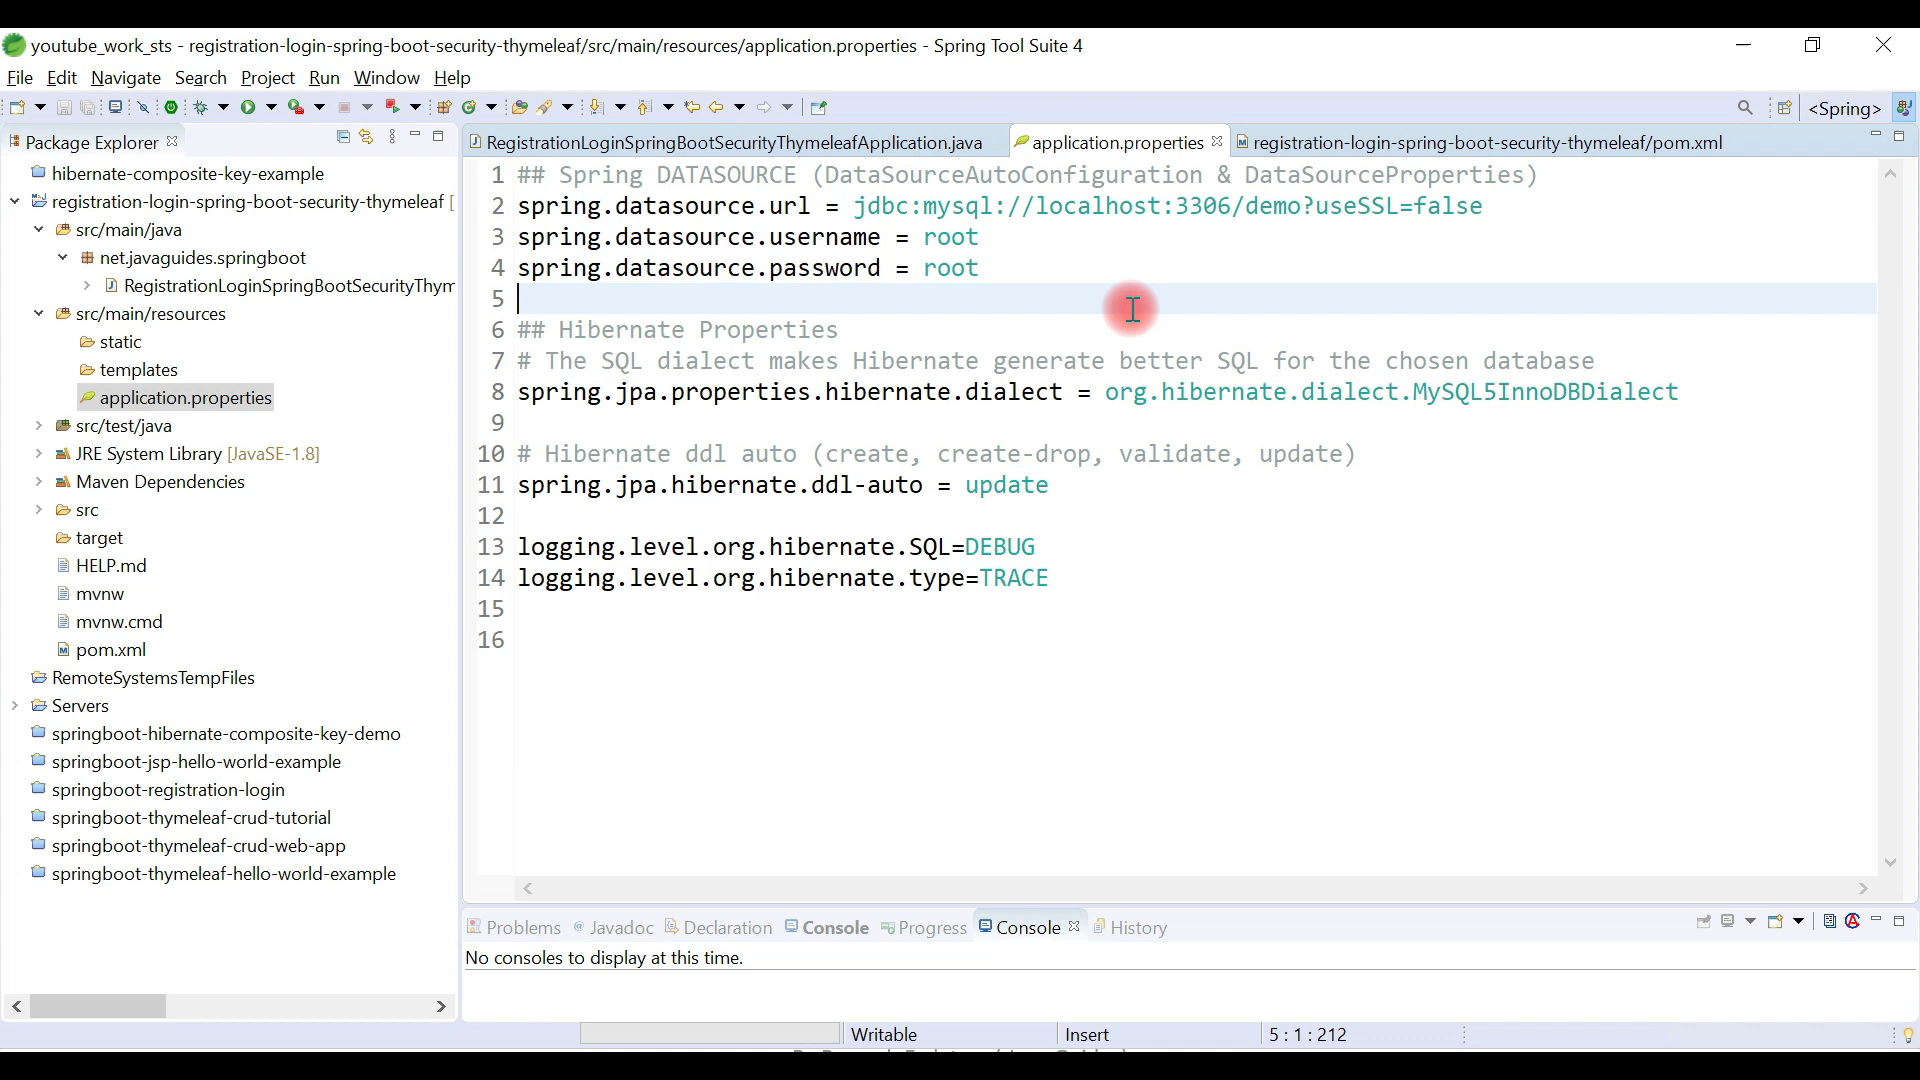 youtube_work_sts - registration-login-spring-boot-security-thymeleaf/src/main/resources/application.properties - Spring Tool Suite 4
File Edit Navigate Search Project Run Window Help
<Spring>
Package Explorer
hibernate-composite-key-example
registration-login-spring-boot-security-thymeleaf [
src/main/java
net.javaguides.springboot
RegistrationLoginSpringBootSecurityThym
src/main/resources
static
templates
application.properties
src/test/java
JRE System Library [JavaSE-1.8]
Maven Dependencies
src
target
HELP.md
mvnw
mvnw.cmd
pom.xml
RemoteSystemsTempFiles
Servers
springboot-hibernate-composite-key-demo
springboot-jsp-hello-world-example
springboot-registration-login
springboot-thymeleaf-crud-tutorial
springboot-thymeleaf-crud-web-app
springboot-thymeleaf-hello-world-example
RegistrationLoginSpringBootSecurityThymeleafApplication.java application.properties registration-login-spring-boot-security-thymeleaf/pom.xml
1 ## Spring DATASOURCE (DataSourceAutoConfiguration & DataSourceProperties)
2 spring.datasource.url = jdbc:mysql://localhost:3306/demo?useSSL=false
3 spring.datasource.username = root
4 spring.datasource.password = root
5
6 ## Hibernate Properties
7 # The SQL dialect makes Hibernate generate better SQL for the chosen database
8 spring.jpa.properties.hibernate.dialect = org.hibernate.dialect.MySQL5InnoDBDialect
9
10 # Hibernate ddl auto (create, create-drop, validate, update)
11 spring.jpa.hibernate.ddl-auto = update
12
13 logging.level.org.hibernate.SQL=DEBUG
14 logging.level.org.hibernate.type=TRACE
15
16
Problems Javadoc Declaration Console Progress Console History
No consoles to display at this time.
Writable Insert 5 : 1 : 212